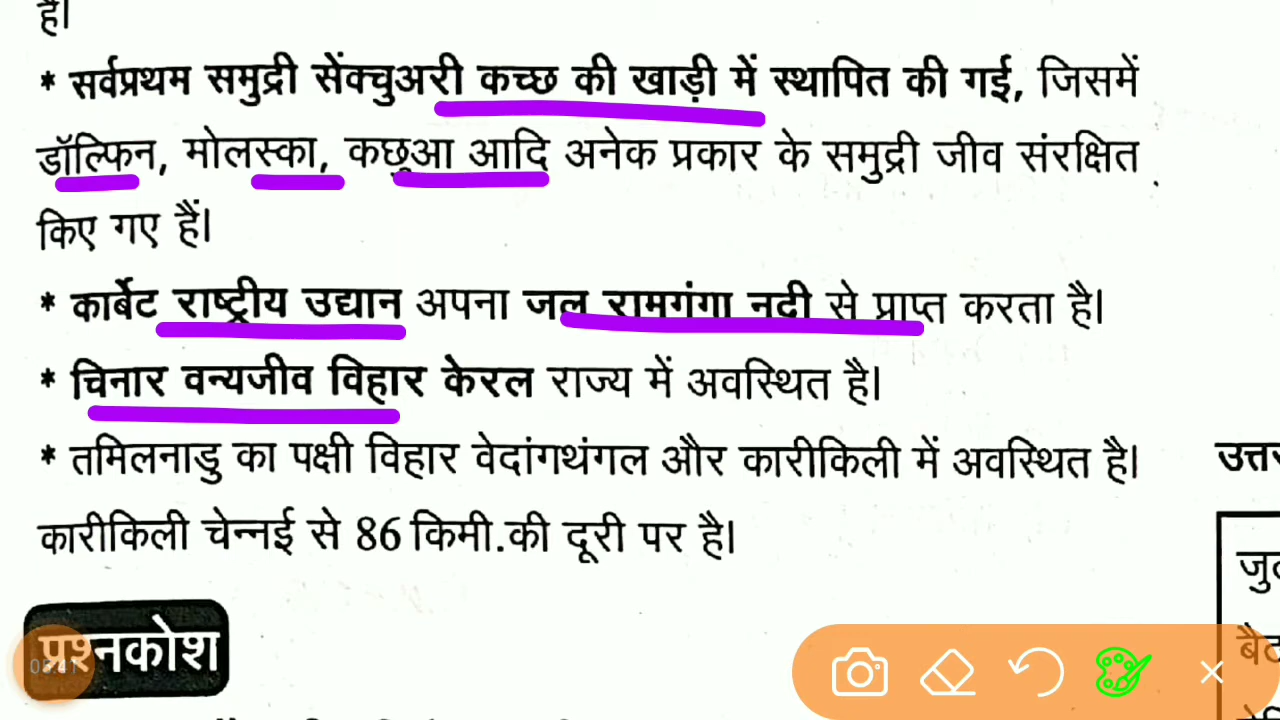 हैं।
* सर्वप्रथम समुद्री सेंक्चुअरी कच्छ की खाड़ी में स्थापित की गई, जिसमें
डॉल्फिन, मोलस्का, कछुआ आदि अनेक प्रकार के समुद्री जीव संरक्षित
किए गए हैं।
* कार्बेट राष्ट्रीय उद्यान अपना जल रामगंगा नदी से प्राप्त करता है।
* चिनार वन्यजीव विहार केरल राज्य में अवस्थित है।
* तमिलनाडु का पक्षी विहार वेदांगथंगल और कारीकिली में अवस्थित है।
कारीकिली चेन्नई से 86 किमी.की दूरी पर है।
प्रश्नकोश
05:41